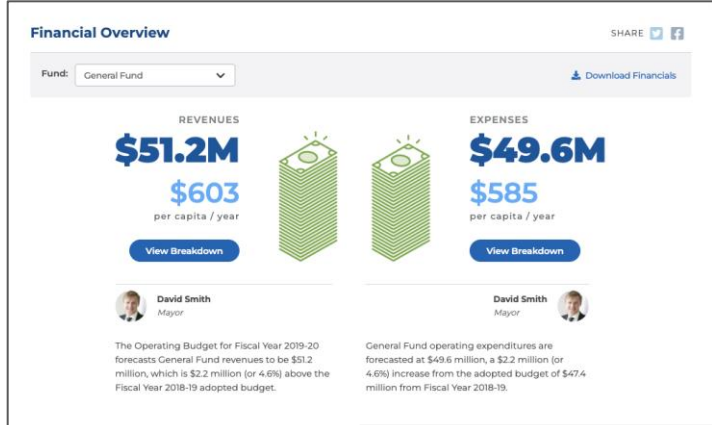 Financial Overview
SHARE
Fund:
General Fund
Download Financials
REVENUES
$51.2M
$603
per capita / year
View Breakdown
EXPENSES
$49.6M
$585
per capita / year
View Breakdown
David Smith
Mayor
The Operating Budget for Fiscal Year 2019-20
forecasts General Fund revenues to be $51.2
million, which is $2.2 million (or 4.6%) above the
Fiscal Year 2018-19 adopted budget.
David Smith
Mayor
General Fund operating expenditures are
forecasted at $49.6 million, a $2.2 million (or
4.6%) increase from the adopted budget of $47.4
million from Fiscal Year 2018-19.